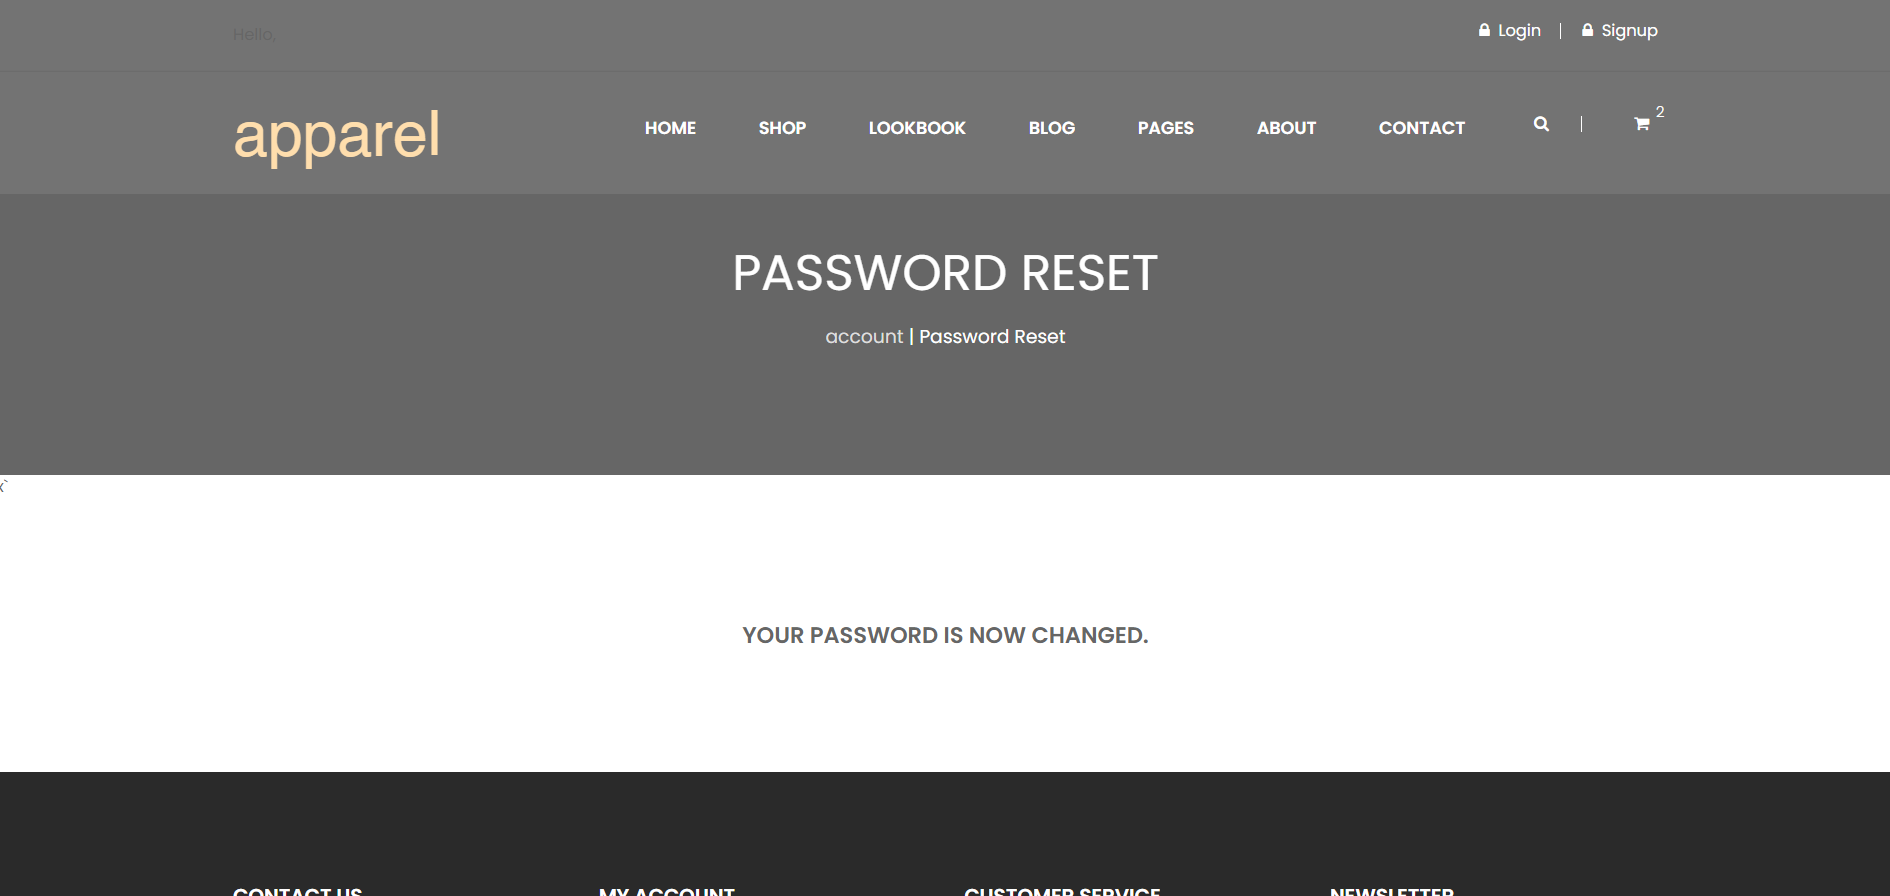 Hello,
Login | Signup
apparel
HOME SHOP LOOKBOOK BLOG PAGES ABOUT CONTACT | 2
PASSWORD RESET
account | Password Reset
x`
YOUR PASSWORD IS NOW CHANGED.
CONTACT US MY ACCOUNT CUSTOMER SERVICE NEWSLETTER